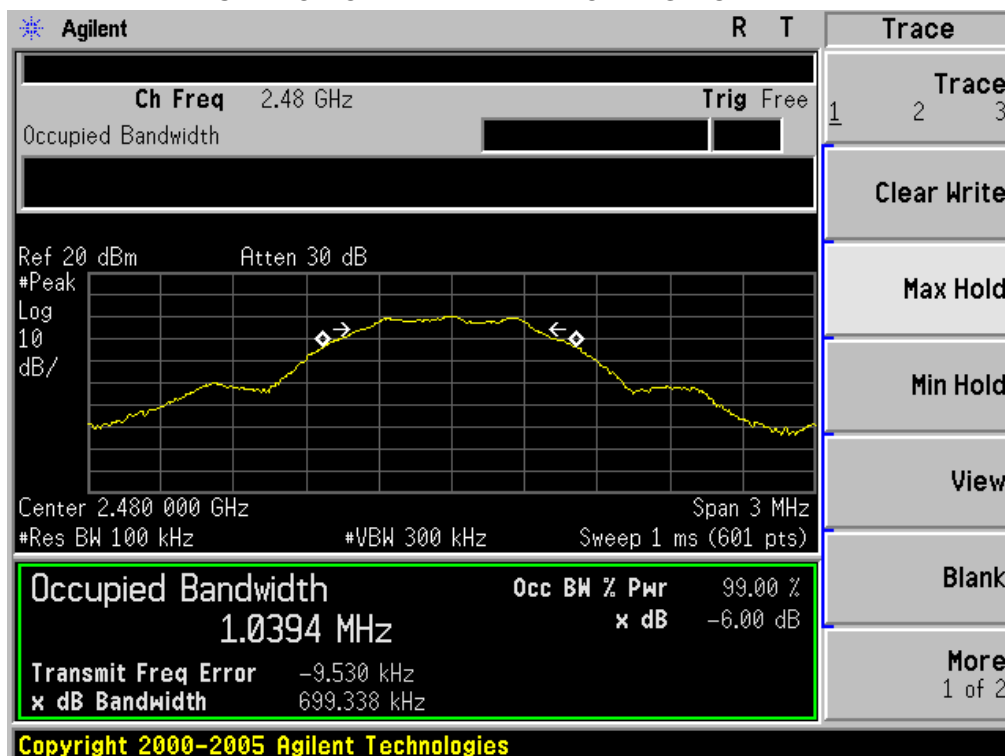 Agilent R T Trace
Ch Freq 2.48 GHz Trig Free
Occupied Bandwidth
Trace
1 2 3
Clear Write
Max Hold
Min Hold
View
Blank
More
1 of 2
Ref 20 dBm Atten 30 dB
#Peak
Log
10
dB/
Center 2.480 000 GHz Span 3 MHz
#Res BW 100 kHz #VBW 300 kHz Sweep 1 ms (601 pts)
Occupied Bandwidth Occ BW % Pwr 99.00 %
1.0394 MHz x dB -6.00 dB
Transmit Freq Error -9.530 kHz
x dB Bandwidth 699.338 kHz
Copyright 2000-2005 Agilent Technologies